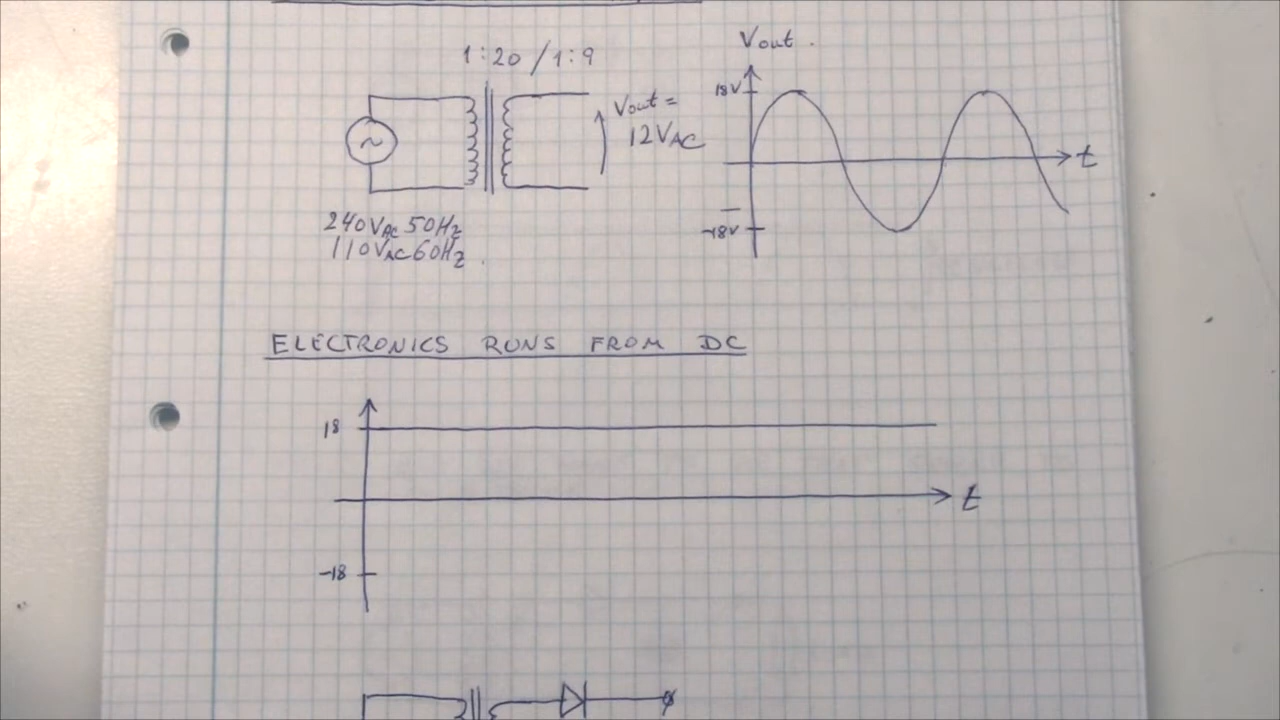 1:20 / 1:9
Vout =
12VAC
240VAC 50Hz
110VAC 60Hz.
Vout.
18V
-18V
t
ELECTRONICS RUNS FROM DC
18
-18
t